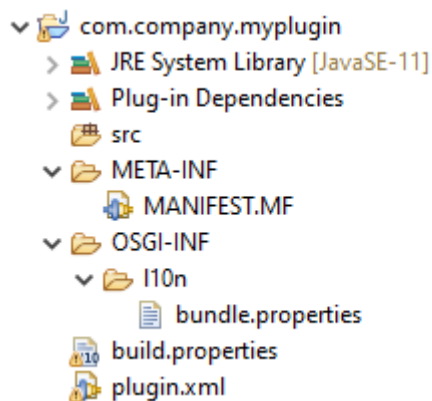 com.company.myplugin
JRE System Library [JavaSE-11]
Plug-in Dependencies
src
META-INF
MANIFEST.MF
OSGI-INF
l10n
bundle.properties
build.properties
plugin.xml